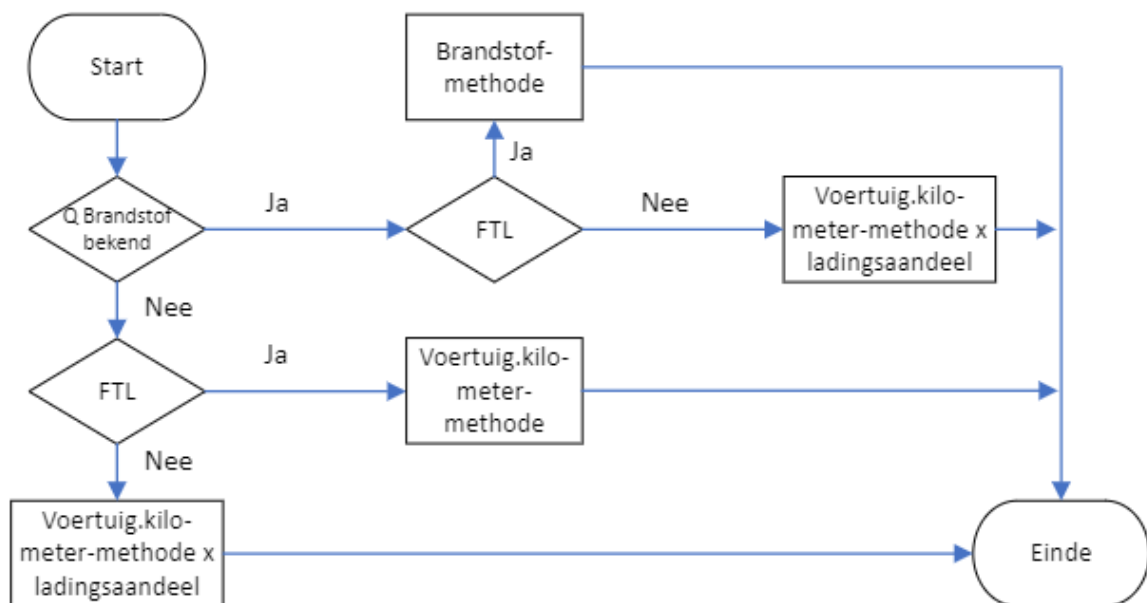 Start
Brandstof-
methode
Ja
Q Brandstof
bekend
Ja
FTL
Nee
Voertuig.kilo-
meter-methode x
ladingsaandeel
Nee
FTL
Ja
Voertuig.kilo-
meter-
methode
Nee
Voertuig.kilo-
meter-methode x
ladingsaandeel
Einde